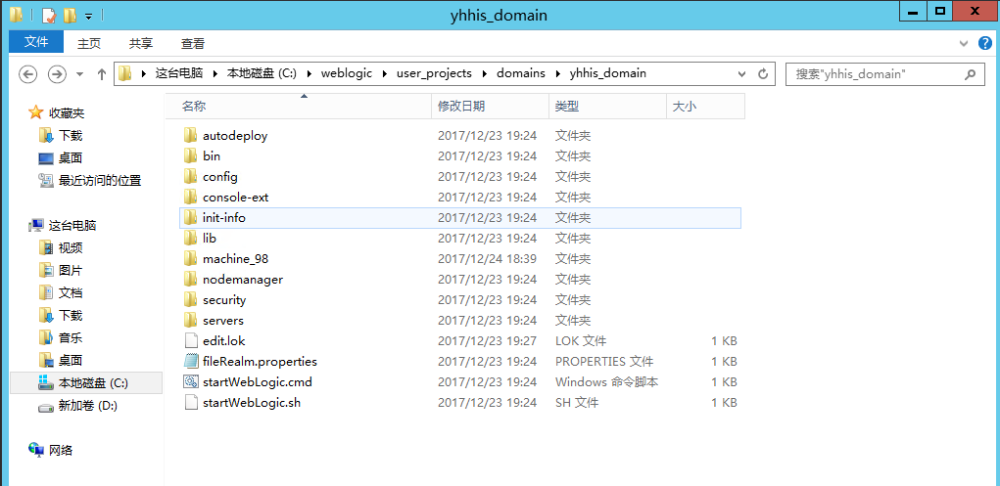 yhhis_domain
文件 主页 共享 查看
这台电脑 本地磁盘 (C:) weblogic user_projects domains yhhis_domain 搜索"yhhis_domain"
收藏夹
下载
桌面
最近访问的位置
这台电脑
视频
图片
文档
下载
音乐
桌面
本地磁盘 (C:)
新加卷 (D:)
网络
名称 修改日期 类型 大小
autodeploy 2017/12/23 19:24 文件夹
bin 2017/12/23 19:24 文件夹
config 2017/12/23 19:24 文件夹
console-ext 2017/12/23 19:24 文件夹
init-info 2017/12/23 19:24 文件夹
lib 2017/12/23 19:24 文件夹
machine_98 2017/12/24 18:39 文件夹
nodemanager 2017/12/23 19:24 文件夹
security 2017/12/23 19:24 文件夹
servers 2017/12/23 19:24 文件夹
edit.lok 2017/12/23 19:27 LOK 文件 1 KB
fileRealm.properties 2017/12/23 19:24 PROPERTIES 文件 1 KB
startWebLogic.cmd 2017/12/23 19:24 Windows 命令脚本 1 KB
startWebLogic.sh 2017/12/23 19:24 SH 文件 1 KB